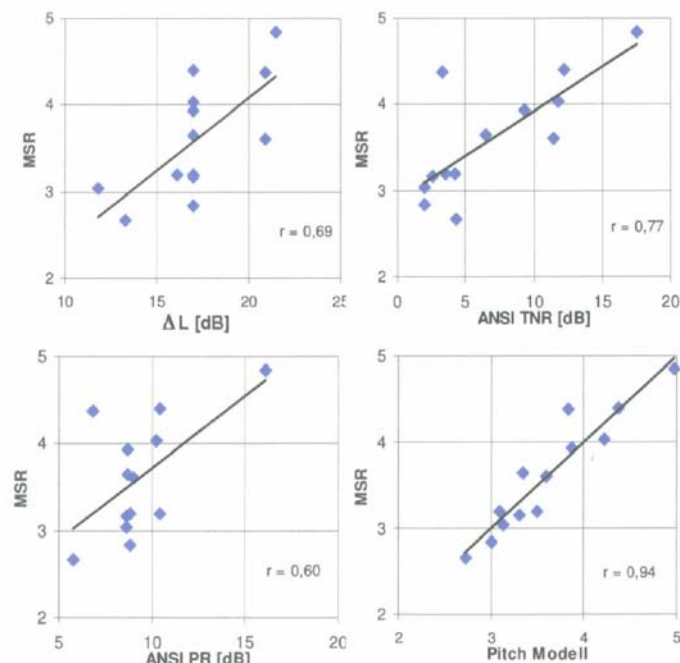 5
4
MSR
3
2
r = 0,69
10
15
20
25
ΔL [dB]
5
4
MSR
3
2
r = 0,77
0
5
10
15
20
ANSI TNR [dB]
5
4
MSR
3
2
r = 0,60
5
10
15
20
ANSI PR [dB]
5
4
MSR
3
2
r = 0,94
2
3
4
5
Pitch Modell